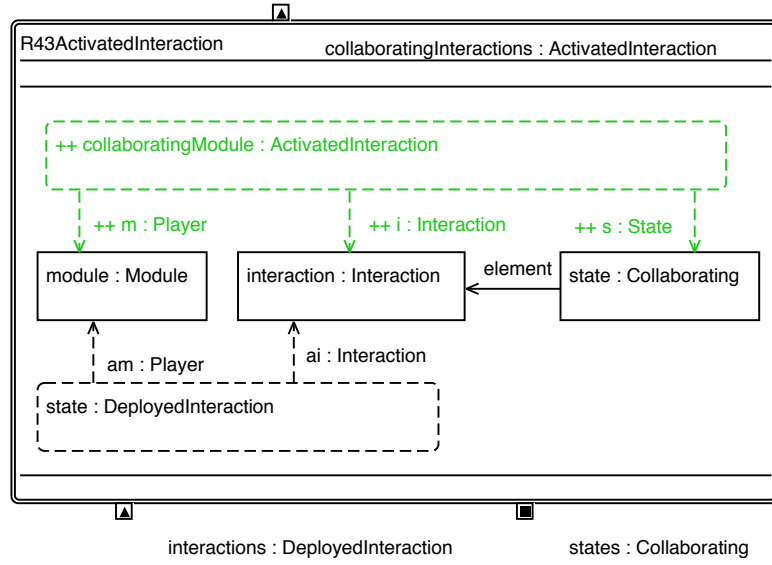 R43ActivatedInteraction
collaboratingInteractions : ActivatedInteraction
++ collaboratingModule : ActivatedInteraction
++ m : Player
++ i : Interaction
++ s : State
module : Module
interaction : Interaction
element
state : Collaborating
am : Player
ai : Interaction
state : DeployedInteraction
interactions : DeployedInteraction
states : Collaborating